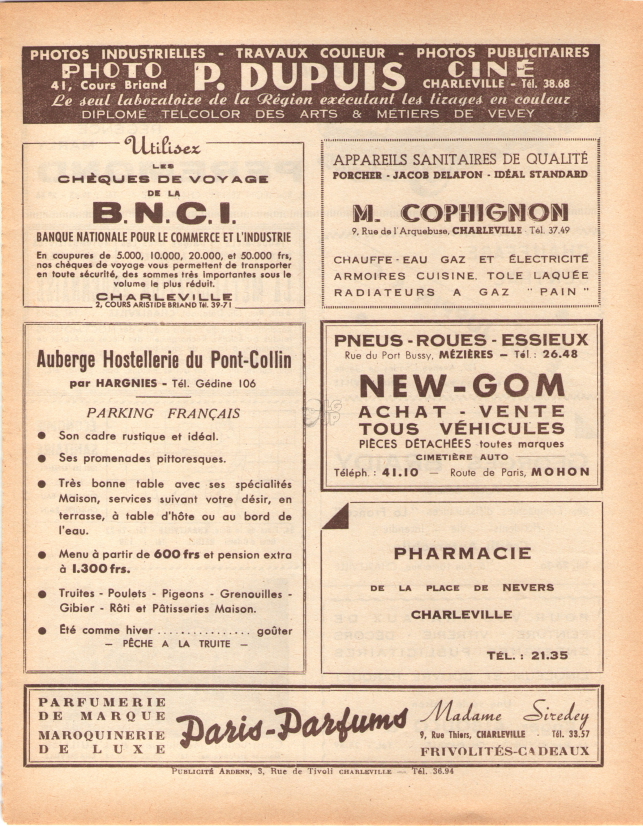 PHOTOS INDUSTRIELLES - TRAVAUX COULEUR - PHOTOS PUBLICITAIRES
PHOTO P. DUPUIS CINÉ
41, Cours Briand CHARLEVILLE - Tél. 38.68
Le seul laboratoire de la Région exécutant les tirages en couleur
DIPLOMÉ TELCOLOR DES ARTS & MÉTIERS DE VEVEY
Utilisez
LES
CHÈQUES DE VOYAGE
DE LA
B.N.C.I.
BANQUE NATIONALE POUR LE COMMERCE ET L'INDUSTRIE
En coupures de 5.000, 10.000, 20.000, et 50.000 frs,
nos chéques de voyage vous permettent de transporter
en toute sécurité, des sommes très importantes sous le
volume le plus réduit.
CHARLEVILLE
2, COURS ARISTIDE BRIAND Tél. 39-71
APPAREILS SANITAIRES DE QUALITÉ
PORCHER - JACOB DELAFON - IDÉAL STANDARD
M. COPHIGNON
9, Rue de l'Arquebuse, CHARLEVILLE - Tél. 37.49
CHAUFFE-EAU GAZ ET ÉLECTRICITÉ
ARMOIRES CUISINE, TOLE LAQUÉE
RADIATEURS A GAZ " PAIN "
Auberge Hostellerie du Pont-Collin
par HARGNIES - Tél. Gédine 106
PARKING FRANÇAIS
● Son cadre rustique et idéal.
● Ses promenades pittoresques.
● Très bonne table avec ses spécialités
Maison, services suivant votre désir, en
terrasse, à table d'hôte ou au bord de
l'eau.
● Menu à partir de 600 frs et pension extra
à 1.300 frs.
● Truites - Poulets - Pigeons - Grenouilles -
Gibier - Rôti et Pâtisseries Maison.
● Été comme hiver ............... goûter
— PÊCHE A LA TRUITE —
PNEUS - ROUES - ESSIEUX
Rue du Port Bussy, MÉZIÈRES — Tél : 26.48
NEW-GOM
ACHAT - VENTE
TOUS VÉHICULES
PIÈCES DÉTACHÉES toutes marques
CIMETIÈRE AUTO
Téléph. : 41.10 — Route de Paris, MOHON
PHARMACIE
DE LA PLACE DE NEVERS
CHARLEVILLE
TÉL. : 21.35
PARFUMERIE
DE MARQUE
MAROQUINERIE
DE LUXE
Paris-Parfums
Madame Siredey
9, Rue Thiers, CHARLEVILLE - Tél. 33.57
FRIVOLITÉS-CADEAUX
PUBLICITÉ ARDENN, 3, Rue de Tivoli CHARLEVILLE — Tél. 36.94